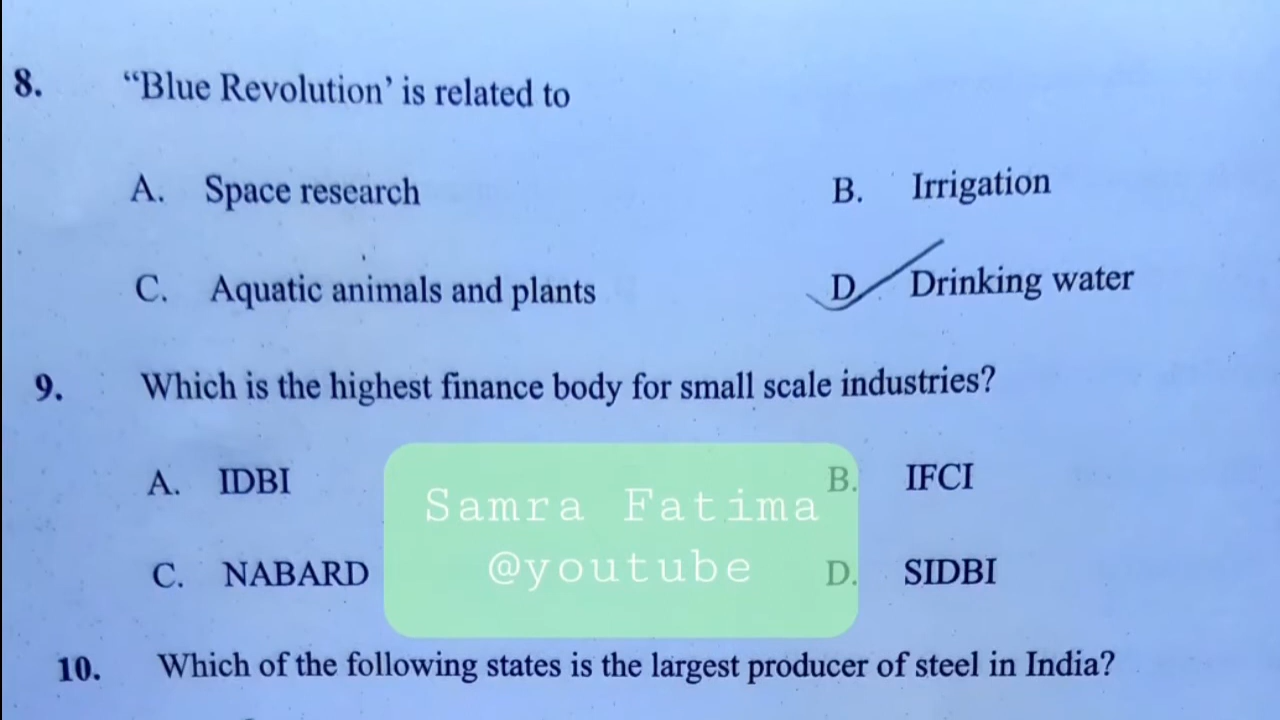 8. “Blue Revolution’ is related to
A. Space research B. Irrigation
C. Aquatic animals and plants D. Drinking water
9. Which is the highest finance body for small scale industries?
A. IDBI B. IFCI
Samra Fatima
@youtube
C. NABARD D. SIDBI
10. Which of the following states is the largest producer of steel in India?